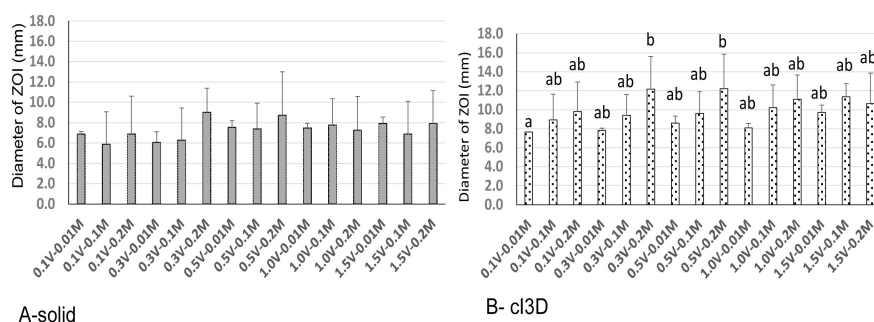 18.0
16.0
14.0
12.0
10.0
8.0
6.0
4.0
2.0
0.0
Diameter of ZOI (mm)
0.1V-0.01M
0.1V-0.1M
0.1V-0.2M
0.3V-0.01M
0.3V-0.1M
0.3V-0.2M
0.5V-0.01M
0.5V-0.1M
0.5V-0.2M
1.0V-0.01M
1.0V-0.1M
1.0V-0.2M
1.5V-0.01M
1.5V-0.1M
1.5V-0.2M
A-solid
18.0
16.0
14.0
12.0
10.0
8.0
6.0
4.0
2.0
0.0
Diameter of ZOI (mm)
a
ab
ab
ab
ab
b
ab
ab
b
ab
ab
ab
ab
ab
ab
0.1V-0.01M
0.1V-0.1M
0.1V-0.2M
0.3V-0.01M
0.3V-0.1M
0.3V-0.2M
0.5V-0.01M
0.5V-0.1M
0.5V-0.2M
1.0V-0.01M
1.0V-0.1M
1.0V-0.2M
1.5V-0.01M
1.5V-0.1M
1.5V-0.2M
B- cl3D